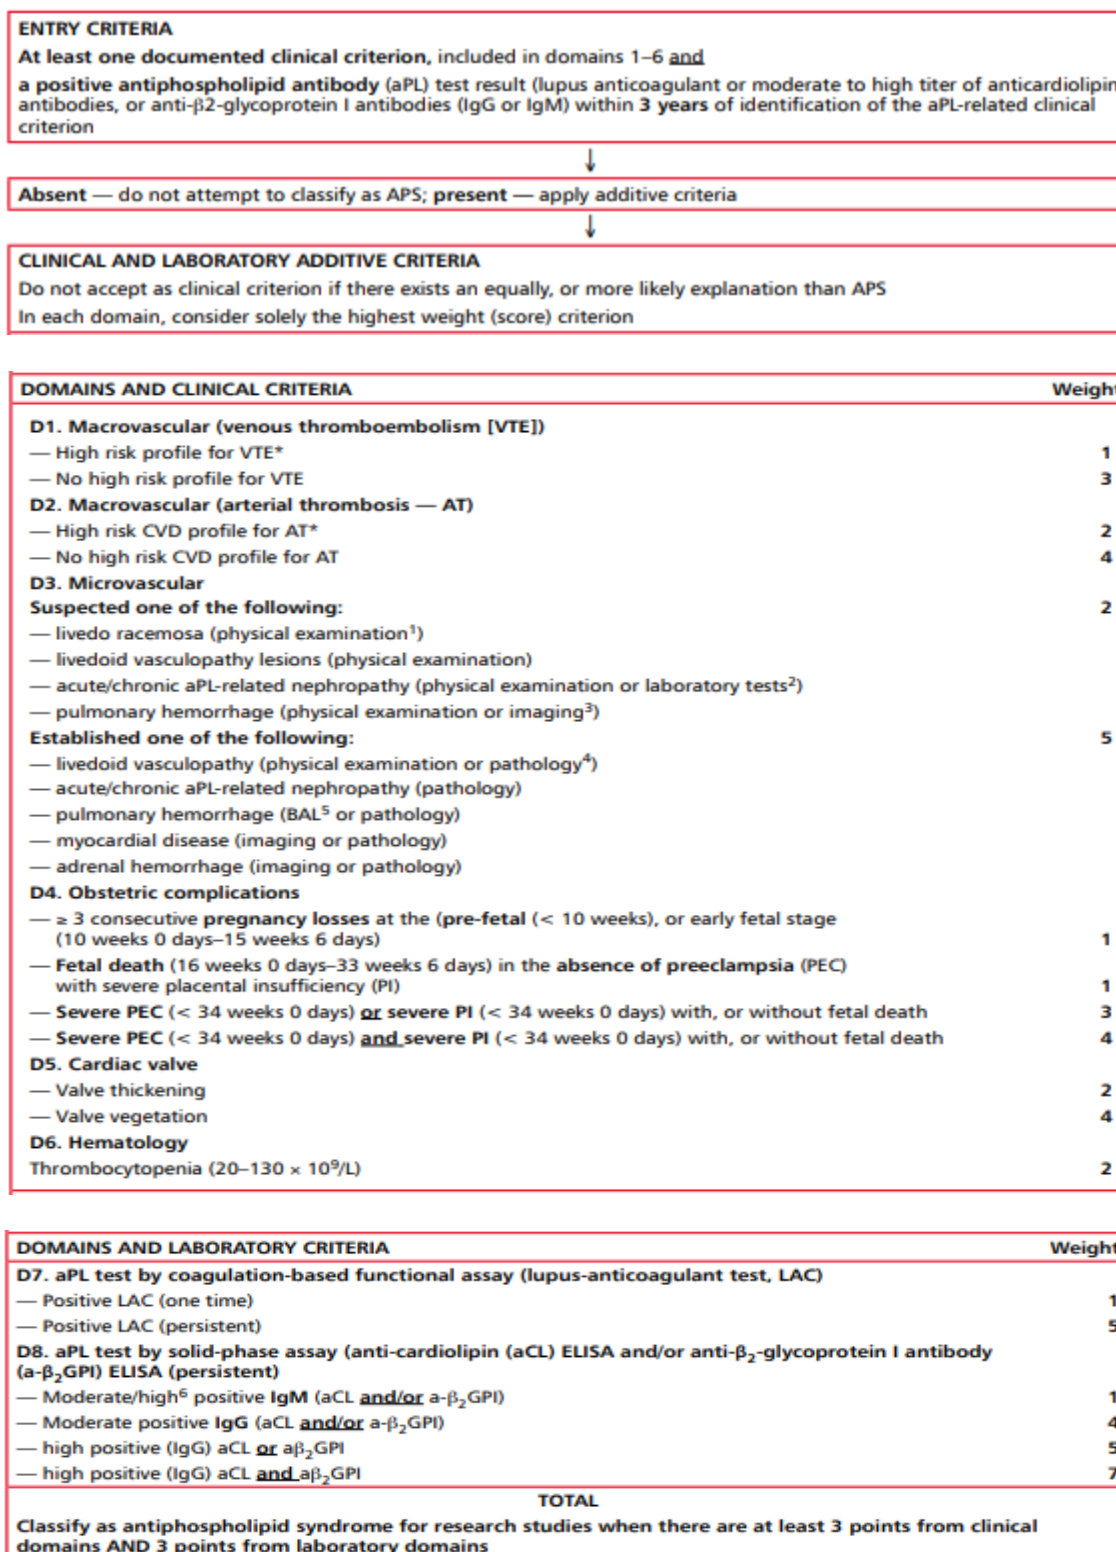 ENTRY CRITERIA
At least one documented clinical criterion, included in domains 1–6 and
a positive antiphospholipid antibody (aPL) test result (lupus anticoagulant or moderate to high titer of anticardiolipin
antibodies, or anti-β2-glycoprotein I antibodies (IgG or IgM) within 3 years of identification of the aPL-related clinical
criterion
↓
Absent — do not attempt to classify as APS; present — apply additive criteria
↓
CLINICAL AND LABORATORY ADDITIVE CRITERIA
Do not accept as clinical criterion if there exists an equally, or more likely explanation than APS
In each domain, consider solely the highest weight (score) criterion
DOMAINS AND CLINICAL CRITERIA Weight
D1. Macrovascular (venous thromboembolism [VTE])
— High risk profile for VTE* 1
— No high risk profile for VTE 3
D2. Macrovascular (arterial thrombosis — AT)
— High risk CVD profile for AT* 2
— No high risk CVD profile for AT 4
D3. Microvascular
Suspected one of the following: 2
— livedo racemosa (physical examination¹)
— livedoid vasculopathy lesions (physical examination)
— acute/chronic aPL-related nephropathy (physical examination or laboratory tests²)
— pulmonary hemorrhage (physical examination or imaging³)
Established one of the following: 5
— livedoid vasculopathy (physical examination or pathology⁴)
— acute/chronic aPL-related nephropathy (pathology)
— pulmonary hemorrhage (BAL⁵ or pathology)
— myocardial disease (imaging or pathology)
— adrenal hemorrhage (imaging or pathology)
D4. Obstetric complications
— ≥ 3 consecutive pregnancy losses at the (pre-fetal (< 10 weeks), or early fetal stage
(10 weeks 0 days–15 weeks 6 days) 1
— Fetal death (16 weeks 0 days–33 weeks 6 days) in the absence of preeclampsia (PEC)
with severe placental insufficiency (PI) 1
— Severe PEC (< 34 weeks 0 days) or severe PI (< 34 weeks 0 days) with, or without fetal death 3
— Severe PEC (< 34 weeks 0 days) and severe PI (< 34 weeks 0 days) with, or without fetal death 4
D5. Cardiac valve
— Valve thickening 2
— Valve vegetation 4
D6. Hematology
Thrombocytopenia (20–130 × 10⁹/L) 2
DOMAINS AND LABORATORY CRITERIA Weight
D7. aPL test by coagulation-based functional assay (lupus-anticoagulant test, LAC)
— Positive LAC (one time) 1
— Positive LAC (persistent) 5
D8. aPL test by solid-phase assay (anti-cardiolipin (aCL) ELISA and/or anti-β₂-glycoprotein I antibody
(a-β₂GPI) ELISA (persistent)
— Moderate/high⁶ positive IgM (aCL and/or a-β₂GPI) 1
— Moderate positive IgG (aCL and/or a-β₂GPI) 4
— high positive (IgG) aCL or aβ₂GPI 5
— high positive (IgG) aCL and aβ₂GPI 7
TOTAL
Classify as antiphospholipid syndrome for research studies when there are at least 3 points from clinical
domains AND 3 points from laboratory domains